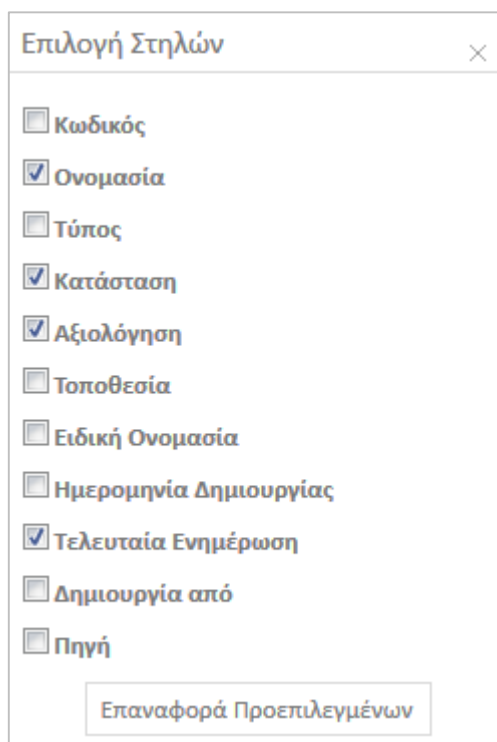 Επιλογή Στηλών
Κωδικός
Ονομασία
Τύπος
Κατάσταση
Αξιολόγηση
Τοποθεσία
Ειδική Ονομασία
Ημερομηνία Δημιουργίας
Τελευταία Ενημέρωση
Δημιουργία από
Πηγή
Επαναφορά Προεπιλεγμένων